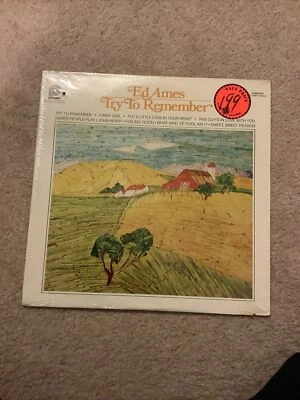 Ed Ames
Try To Remember
SALE PRICE
1.99
TRY TO REMEMBER • FUNNY GIRL • PUT A LITTLE LOVE IN YOUR HEART • THIS GUY'S IN LOVE WITH YOU
GAMES PEOPLE PLAY • JOHN HENRY • FEELING GOOD • WHAT KIND OF FOOL AM I? • SWEET, SWEET REASON